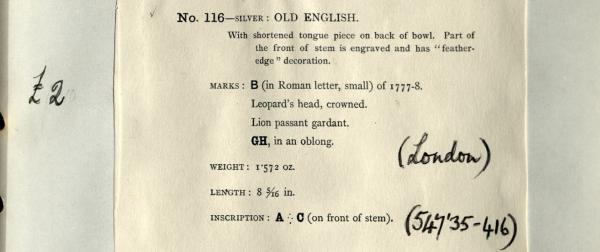 No. 116—SILVER: OLD ENGLISH.
With shortened tongue piece on back of bowl. Part of
the front of stem is engraved and has "feather-
edge" decoration.
£2
MARKS: B (in Roman letter, small) of 1777-8.
Leopard's head, crowned.
Lion passant gardant.
GH, in an oblong.
(London)
WEIGHT: 1·572 oz.
LENGTH: 8 5/16 in.
INSCRIPTION: A ⁖ C (on front of stem).
(547'35-416)